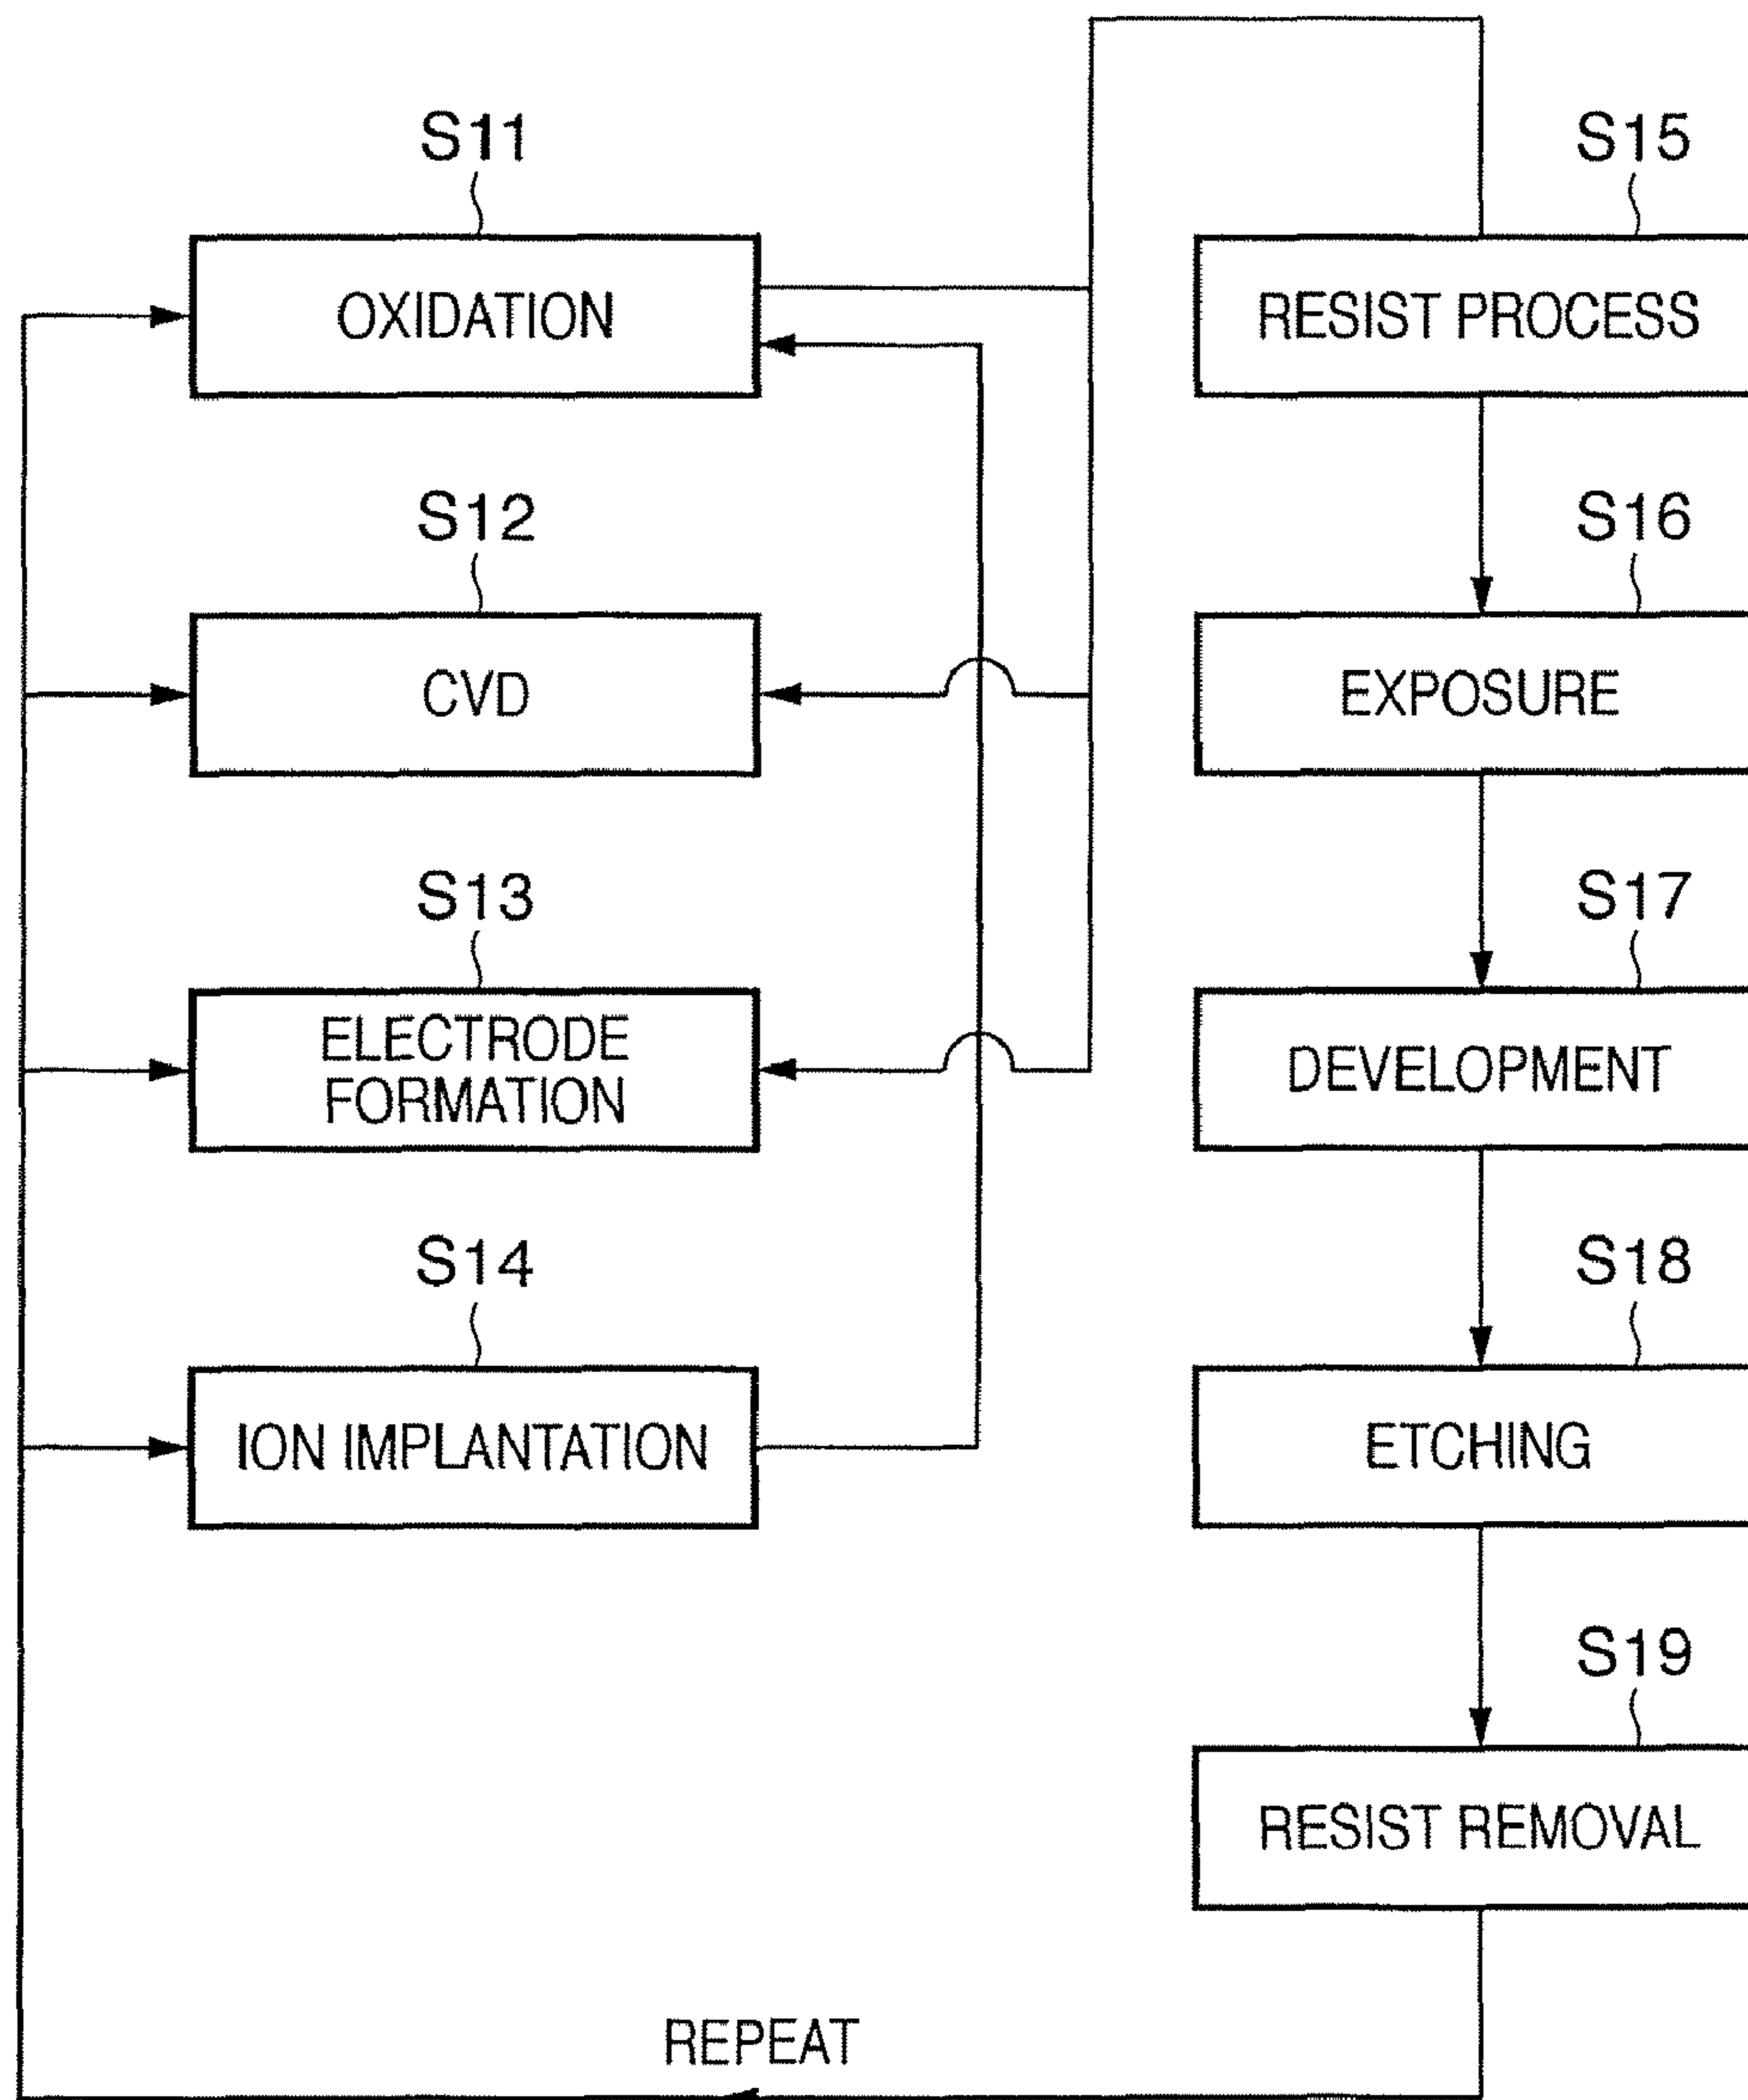 S11
OXIDATION
S12
CVD
S13
ELECTRODE
FORMATION
S14
ION IMPLANTATION
S15
RESIST PROCESS
S16
EXPOSURE
S17
DEVELOPMENT
S18
ETCHING
S19
RESIST REMOVAL
REPEAT